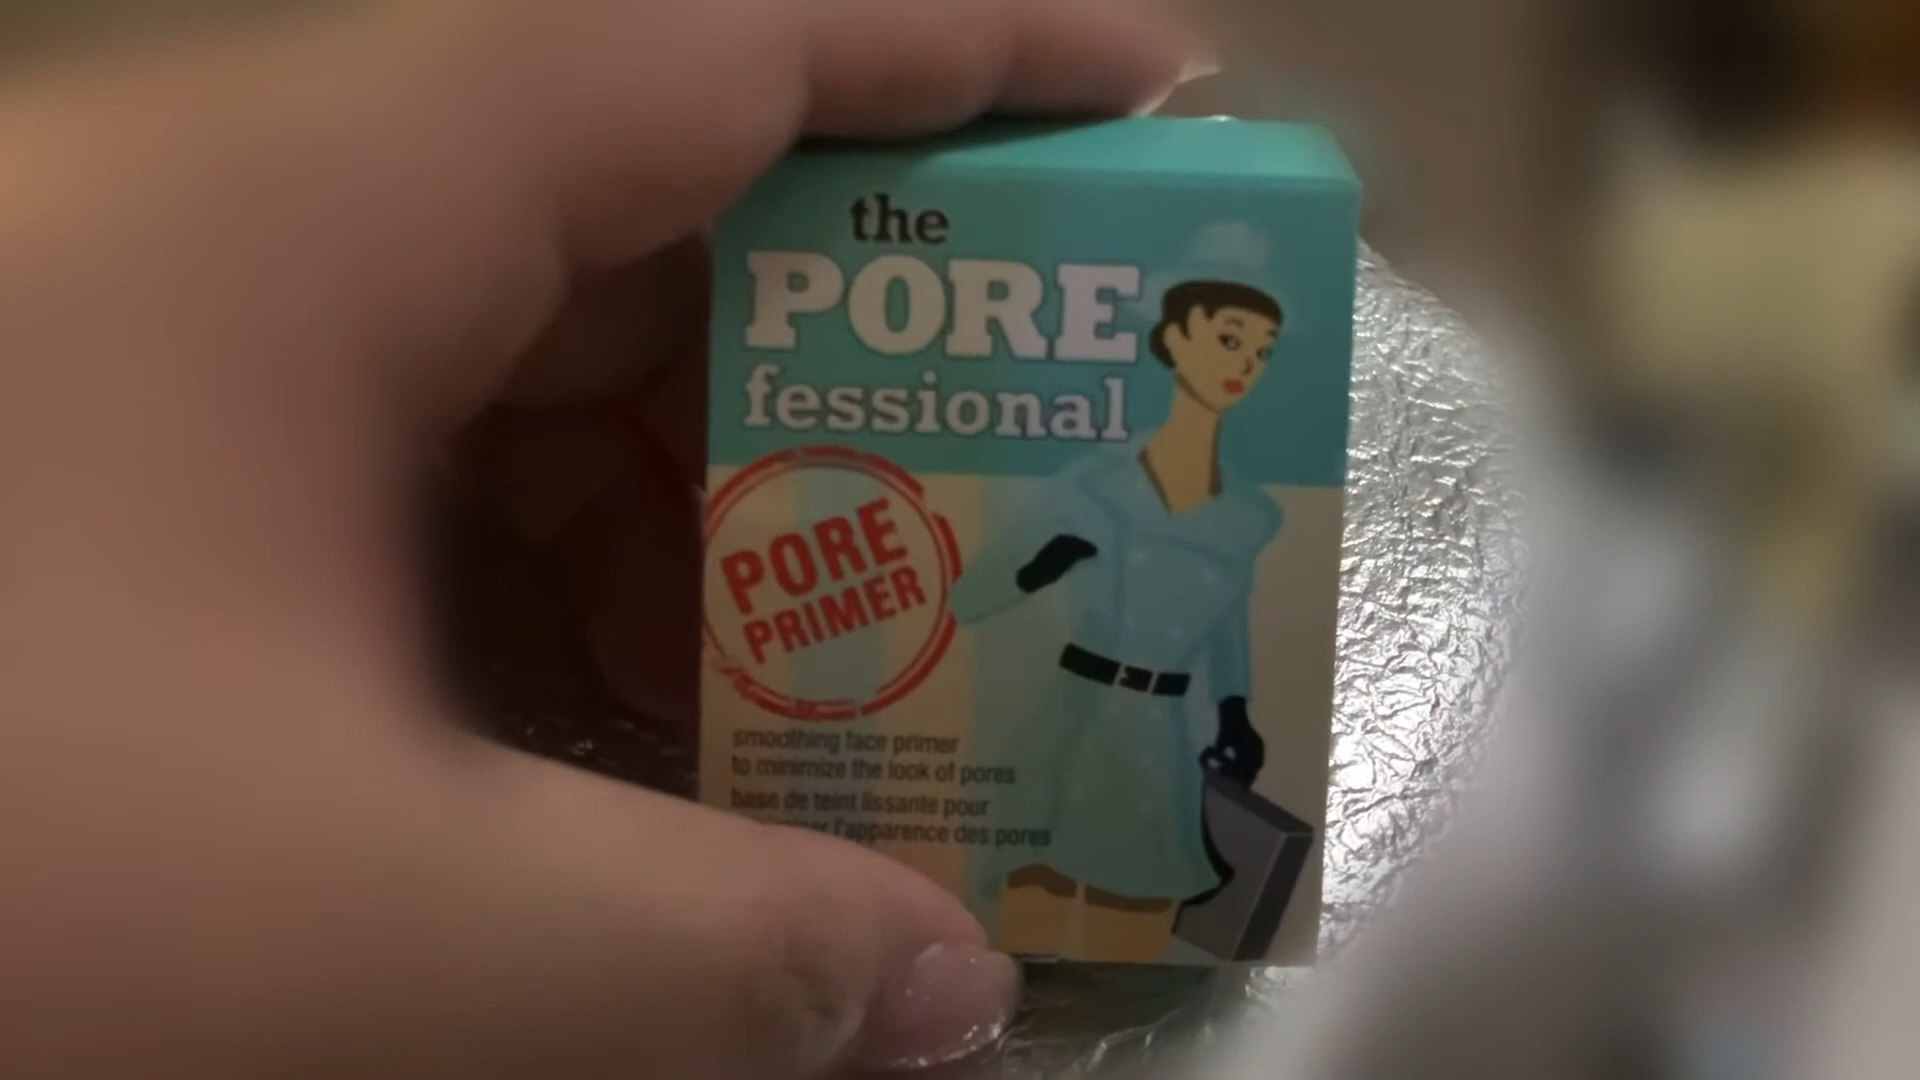 the
PORE
fessional
PORE
PRIMER
smoothing face primer
to minimize the look of pores
base de teint lissante pour
l'apparence des pores